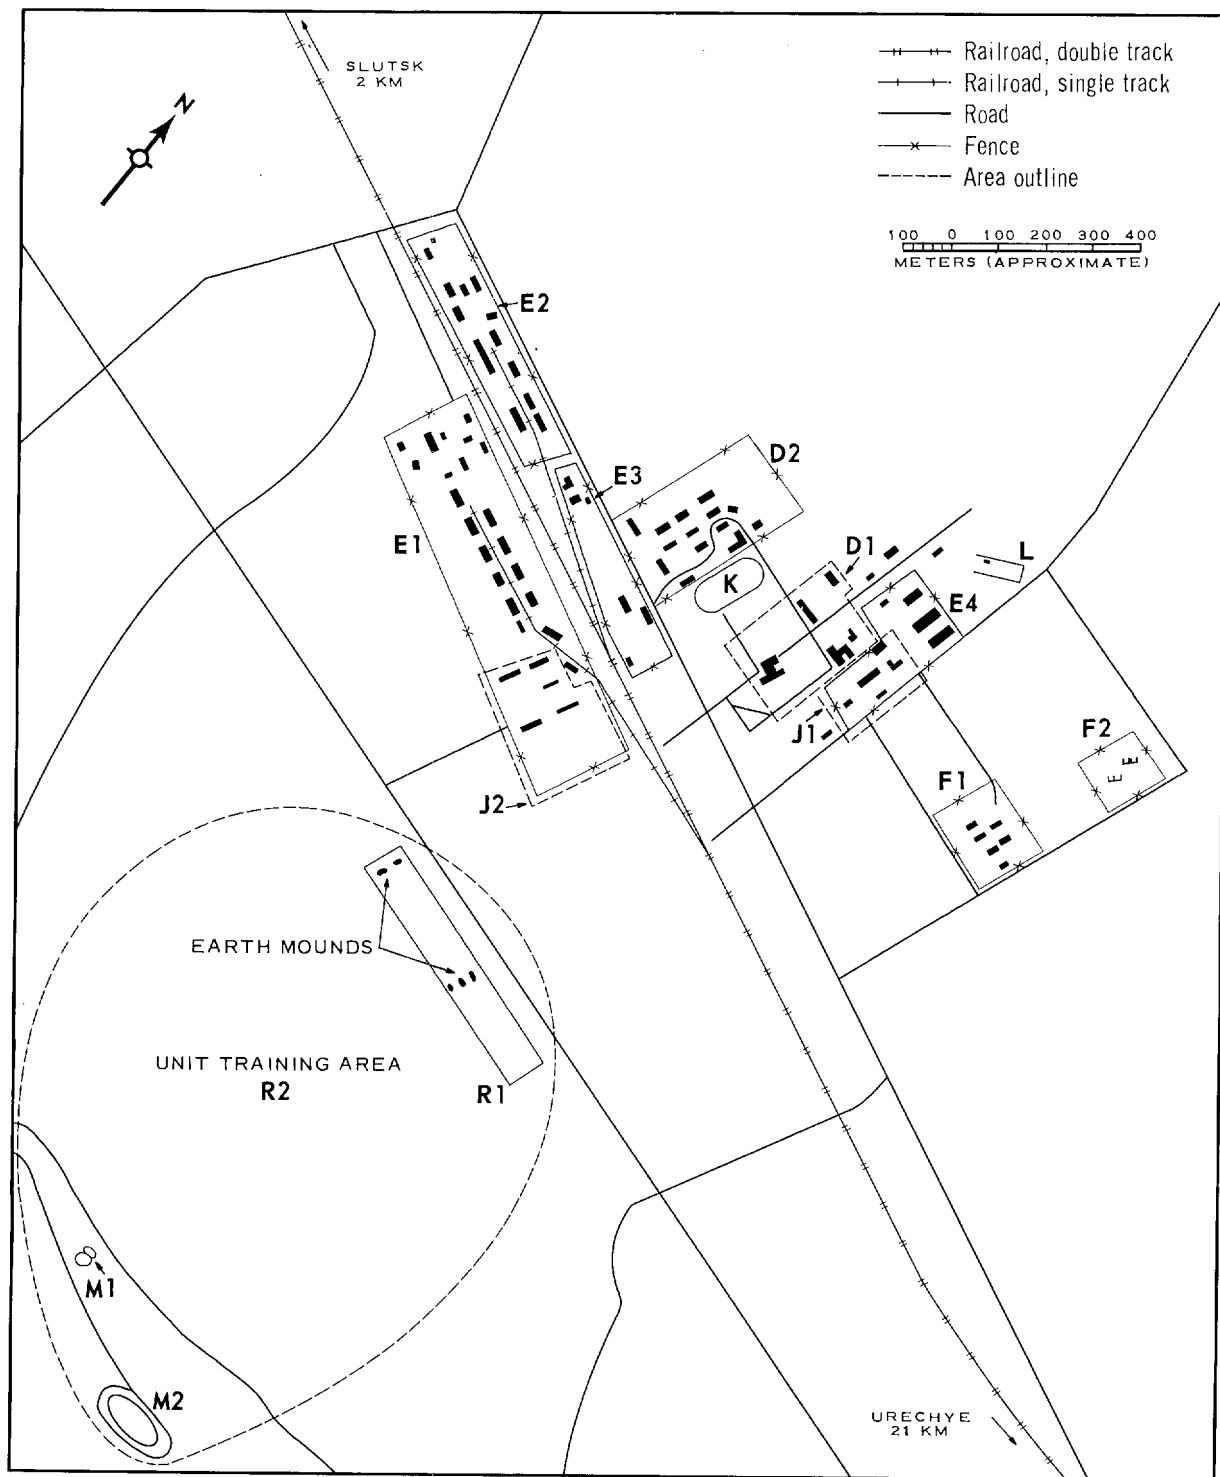 SLUTSK
2 KM
N
Railroad, double track
Railroad, single track
Road
Fence
Area outline
100 0 100 200 300 400
METERS (APPROXIMATE)
E2
E3
D2
E1
D1
L
K
E4
J1
F2
F1
J2
EARTH MOUNDS
UNIT TRAINING AREA
R2
R1
M1
M2
URECHYE
21 KM